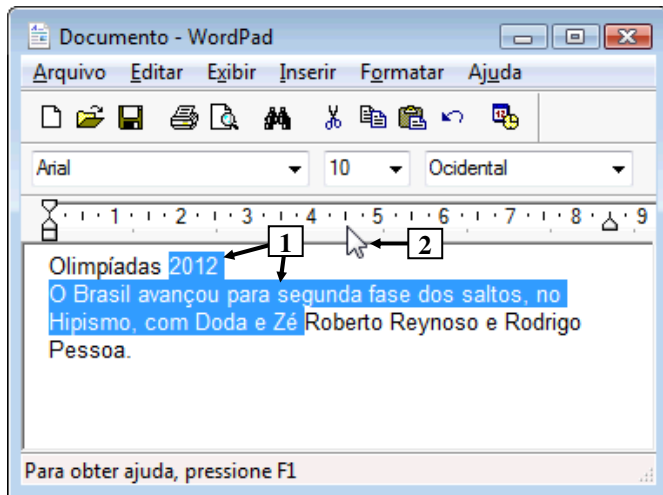 Documento - WordPad
Arquivo Editar Exibir Inserir Formatar Ajuda
Arial 10 Ocidental
1 2 3 4 5 6 7 8 9
1 2
Olimpíadas 2012
O Brasil avançou para segunda fase dos saltos, no
Hipismo, com Doda e Zé Roberto Reynoso e Rodrigo
Pessoa.
Para obter ajuda, pressione F1